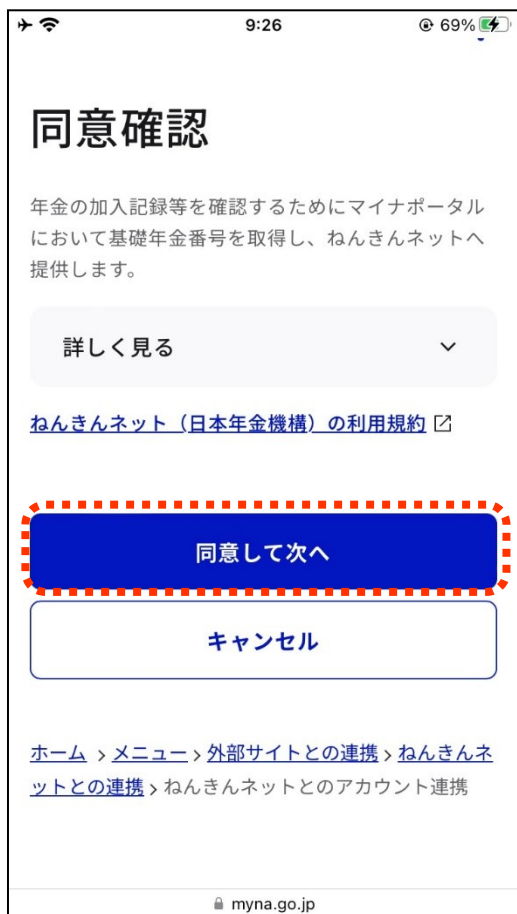 9:26
69%
同意確認
年金の加入記録等を確認するためにマイナポータル
において基礎年金番号を取得し、ねんきんネットへ
提供します。
詳しく見る
ねんきんネット（日本年金機構）の利用規約
同意して次へ
キャンセル
ホーム > メニュー > 外部サイトとの連携 > ねんきんネ
ットとの連携 > ねんきんネットとのアカウント連携
myna.go.jp